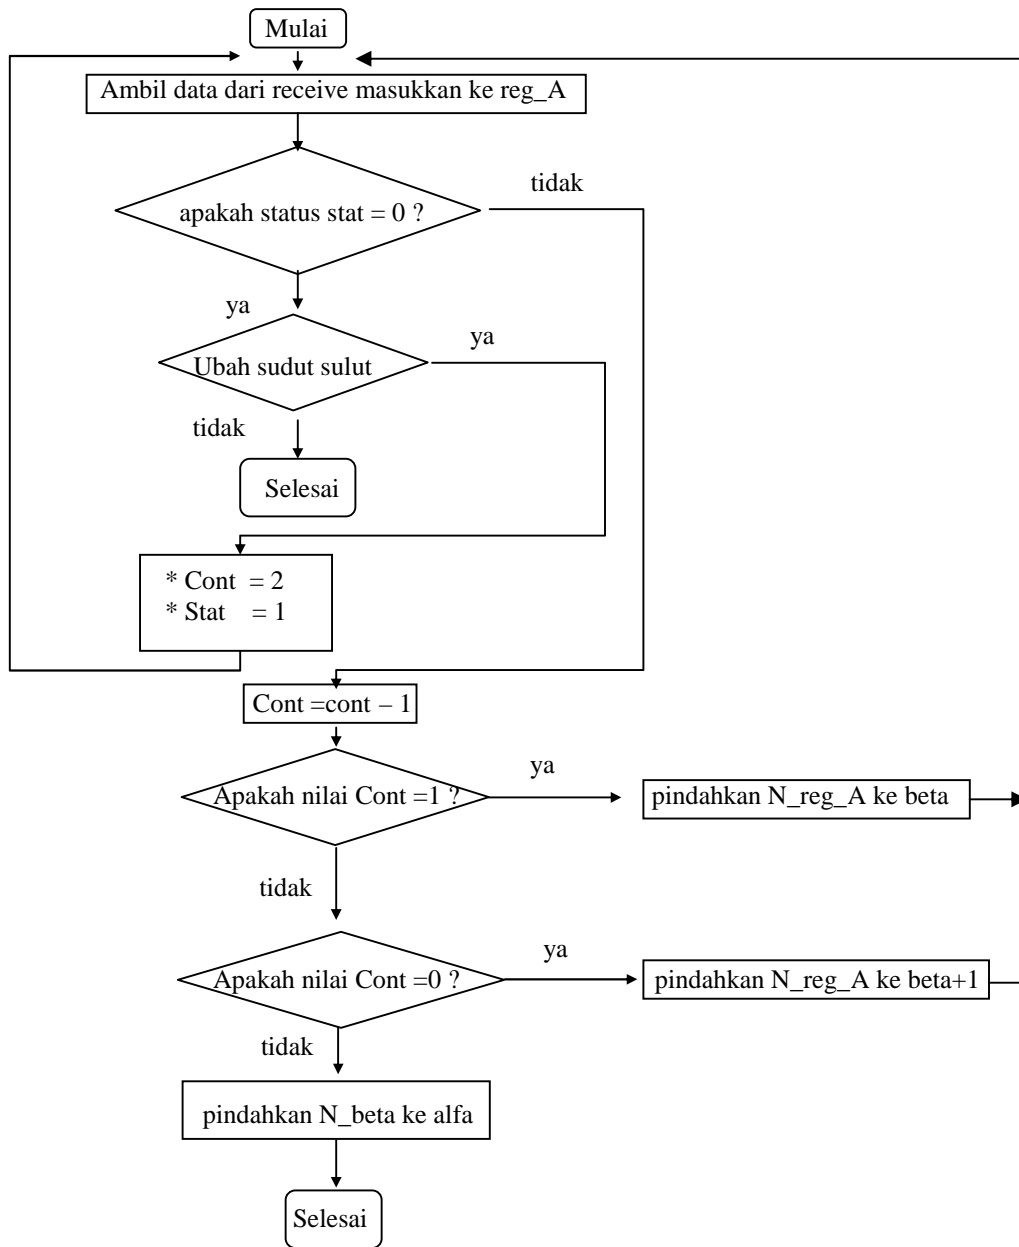 Mulai
Ambil data dari receive masukkan ke reg_A
tidak
apakah status stat = 0 ?
ya
ya
Ubah sudut sulut
tidak
Selesai
* Cont = 2
* Stat = 1
Cont =cont – 1
ya
Apakah nilai Cont =1 ?
pindahkan N_reg_A ke beta
tidak
ya
Apakah nilai Cont =0 ?
pindahkan N_reg_A ke beta+1
tidak
pindahkan N_beta ke alfa
Selesai